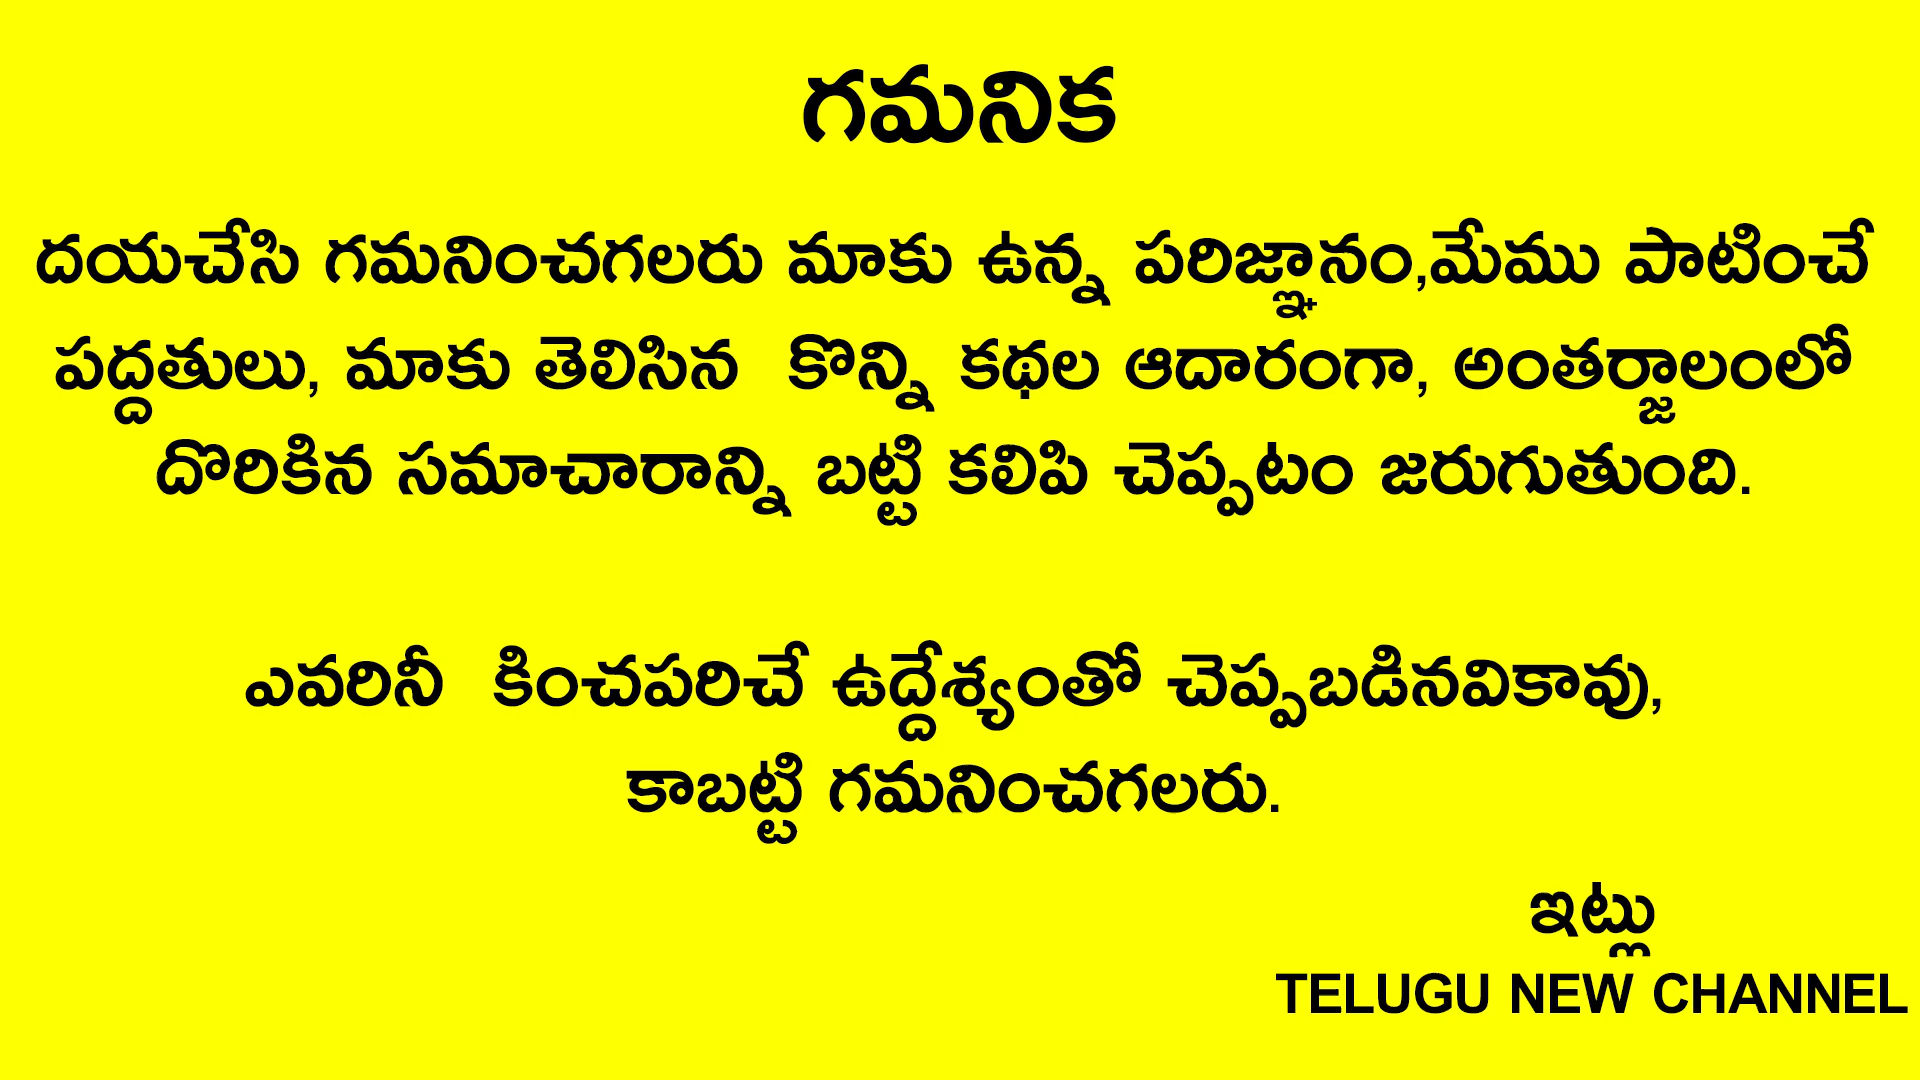 గమనిక
దయచేసి గమనించగలరు మాకు ఉన్న పరిజ్ఞానం,మేము పాటించే
పద్దతులు, మాకు తెలిసిన కొన్ని కథల ఆదారంగా, అంతర్జాలంలో
దొరికిన సమాచారాన్ని బట్టి కలిపి చెప్పటం జరుగుతుంది.
ఎవరినీ కించపరిచే ఉద్దేశ్యంతో చెప్పబడినవికావు,
కాబట్టి గమనించగలరు.
ఇట్లు
TELUGU NEW CHANNEL